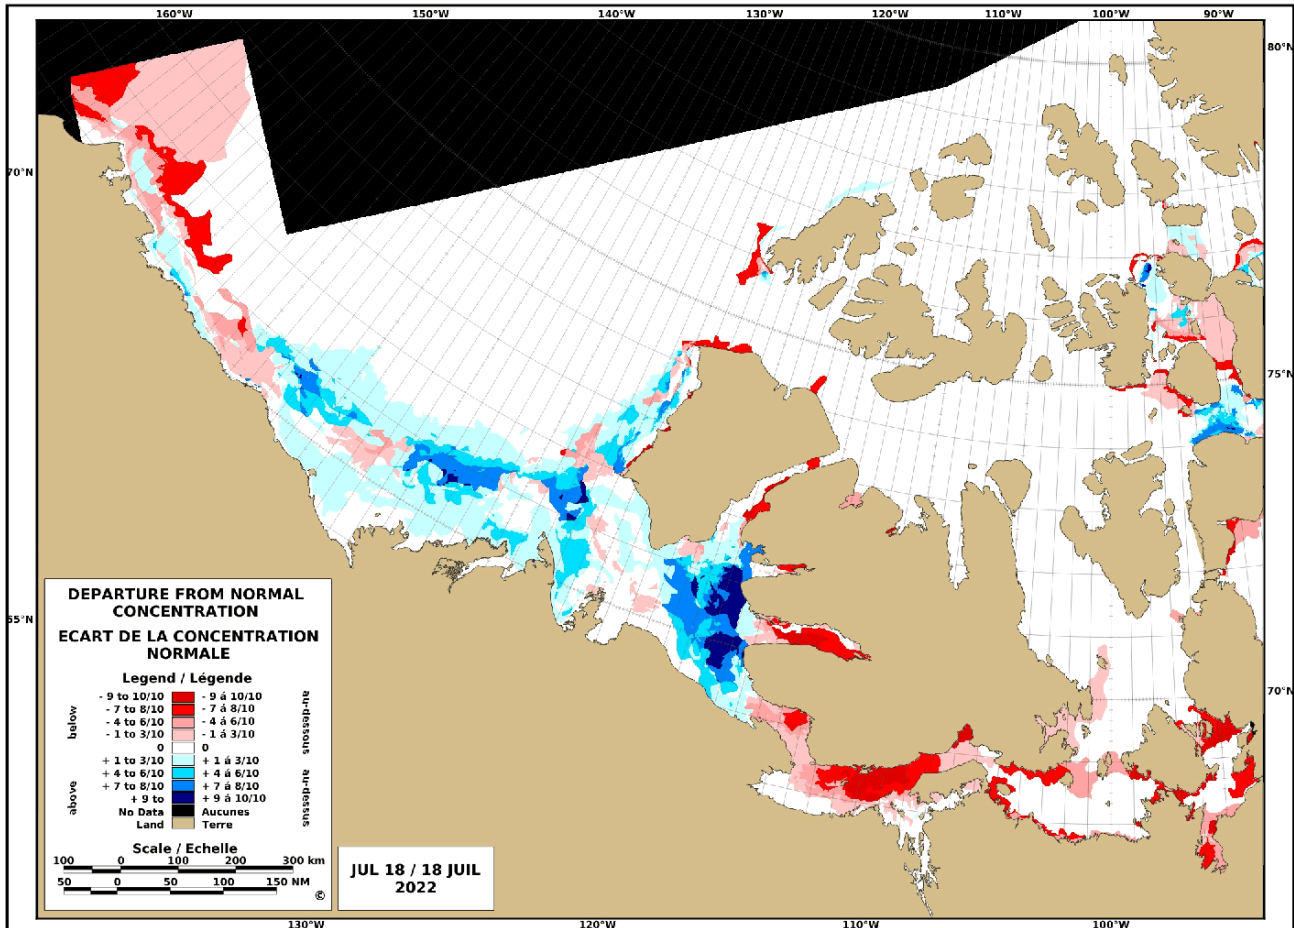 160°W 150°W 140°W 130°W 120°W 110°W 100°W 90°W
80°N
70°N
75°N
65°N
70°N
DEPARTURE FROM NORMAL
CONCENTRATION
ECART DE LA CONCENTRATION
NORMALE
Legend / Légende
below
- 9 to 10/10 - 9 á 10/10
- 7 to 8/10 - 7 á 8/10
- 4 to 6/10 - 4 á 6/10
- 1 to 3/10 - 1 á 3/10
au-dessous
0 0
above
+ 1 to 3/10 + 1 á 3/10
+ 4 to 6/10 + 4 á 6/10
+ 7 to 8/10 + 7 á 8/10
+ 9 to + 9 á 10/10
au-dessus
No Data Aucunes
Land Terre
Scale / Echelle
100 0 100 200 300 km
50 0 50 100 150 NM
©
JUL 18 / 18 JUIL
2022
130°W 120°W 110°W 100°W